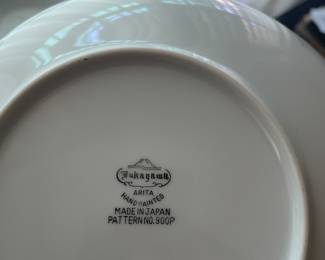 Fukagawa
ARITA
HAND PAINTED
MADE IN JAPAN
PATTERN NO. 900P